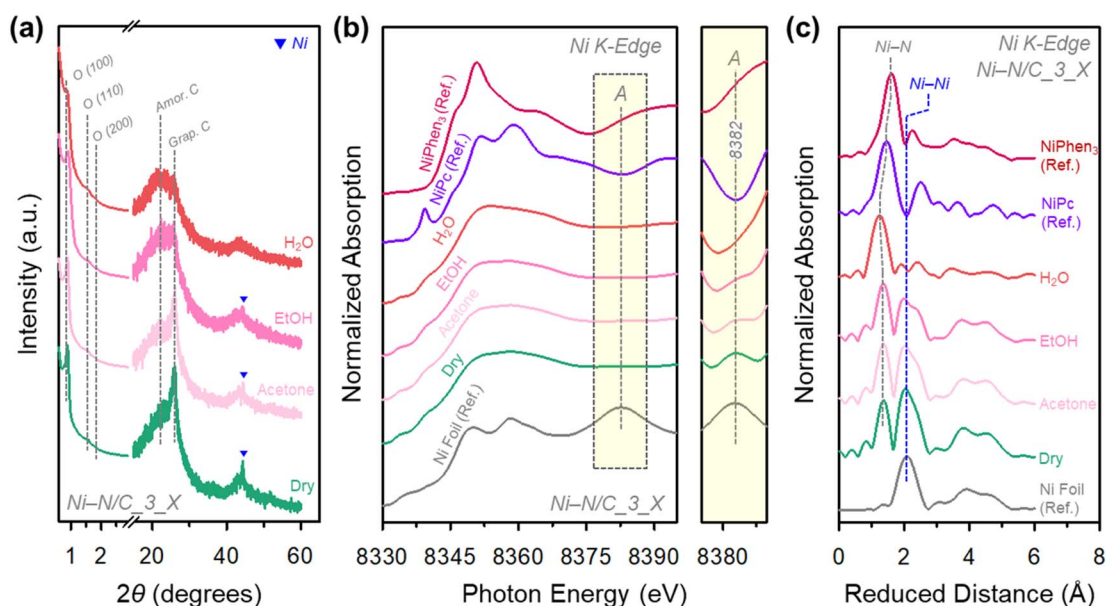 (a)
▼ Ni
O (100)
O (110)
O (200)
Amor. C
Grap. C
H₂O
EtOH
Acetone
Dry
Ni–N/C_3_X
Intensity (a.u.)
1 2 20 40 60
2θ (degrees)
(b)
Ni K-Edge
A
A
8382
NiPhen₃ (Ref.)
NiPc (Ref.)
H₂O
EtOH
Acetone
Dry
Ni Foil (Ref.)
Ni–N/C_3_X
Normalized Absorption
8330 8345 8360 8375 8390 8380
Photon Energy (eV)
(c)
Ni K-Edge
Ni–N/C_3_X
Ni–N
Ni–Ni
NiPhen₃
(Ref.)
NiPc
(Ref.)
H₂O
EtOH
Acetone
Dry
Ni Foil
(Ref.)
Normalized Absorption
0 2 4 6 8
Reduced Distance (Å)